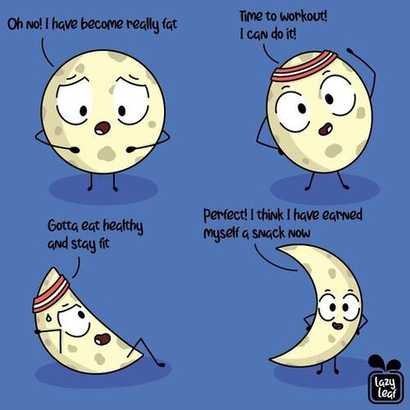 Oh no! I have become really fat
Time to workout!
I can do it!
Gotta eat healthy
and stay fit
Perfect! I think I have earned
myself a snack now
lazy
leaf